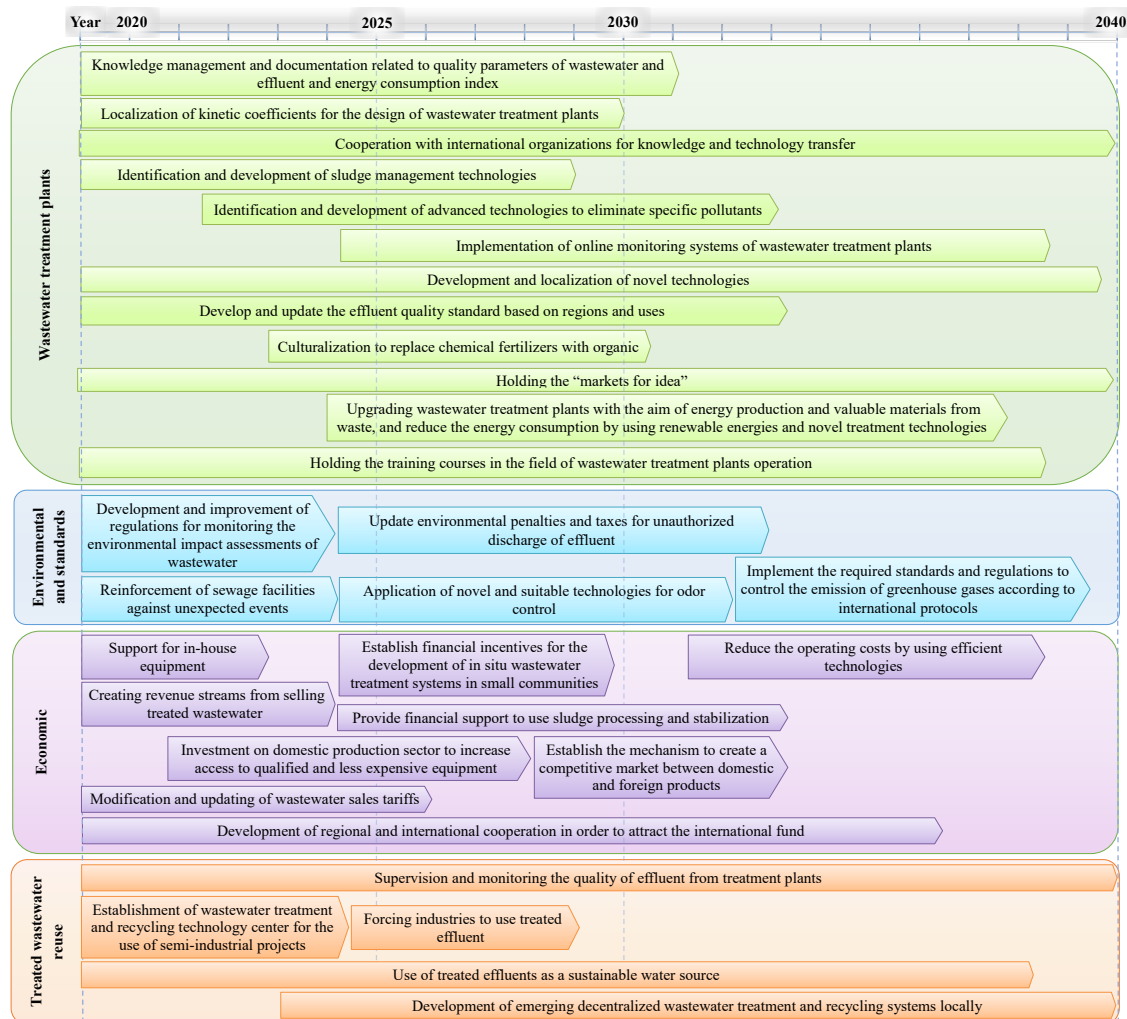 Year 2020 2025 2030 2040
Wastewater treatment plants
Knowledge management and documentation related to quality parameters of wastewater and
effluent and energy consumption index
Localization of kinetic coefficients for the design of wastewater treatment plants
Cooperation with international organizations for knowledge and technology transfer
Identification and development of sludge management technologies
Identification and development of advanced technologies to eliminate specific pollutants
Implementation of online monitoring systems of wastewater treatment plants
Development and localization of novel technologies
Develop and update the effluent quality standard based on regions and uses
Culturalization to replace chemical fertilizers with organic
Holding the “markets for idea”
Upgrading wastewater treatment plants with the aim of energy production and valuable materials from
waste, and reduce the energy consumption by using renewable energies and novel treatment technologies
Holding the training courses in the field of wastewater treatment plants operation
Environmental
and standards
Development and improvement of
regulations for monitoring the
environmental impact assessments of
wastewater
Update environmental penalties and taxes for unauthorized
discharge of effluent
Reinforcement of sewage facilities
against unexpected events
Application of novel and suitable technologies for odor
control
Implement the required standards and regulations to
control the emission of greenhouse gases according to
international protocols
Economic
Support for in-house
equipment
Establish financial incentives for the
development of in situ wastewater
treatment systems in small communities
Reduce the operating costs by using efficient
technologies
Creating revenue streams from selling
treated wastewater
Provide financial support to use sludge processing and stabilization
Investment on domestic production sector to increase
access to qualified and less expensive equipment
Establish the mechanism to create a
competitive market between domestic
and foreign products
Modification and updating of wastewater sales tariffs
Development of regional and international cooperation in order to attract the international fund
Treated wastewater
reuse
Supervision and monitoring the quality of effluent from treatment plants
Establishment of wastewater treatment
and recycling technology center for the
use of semi-industrial projects
Forcing industries to use treated
effluent
Use of treated effluents as a sustainable water source
Development of emerging decentralized wastewater treatment and recycling systems locally